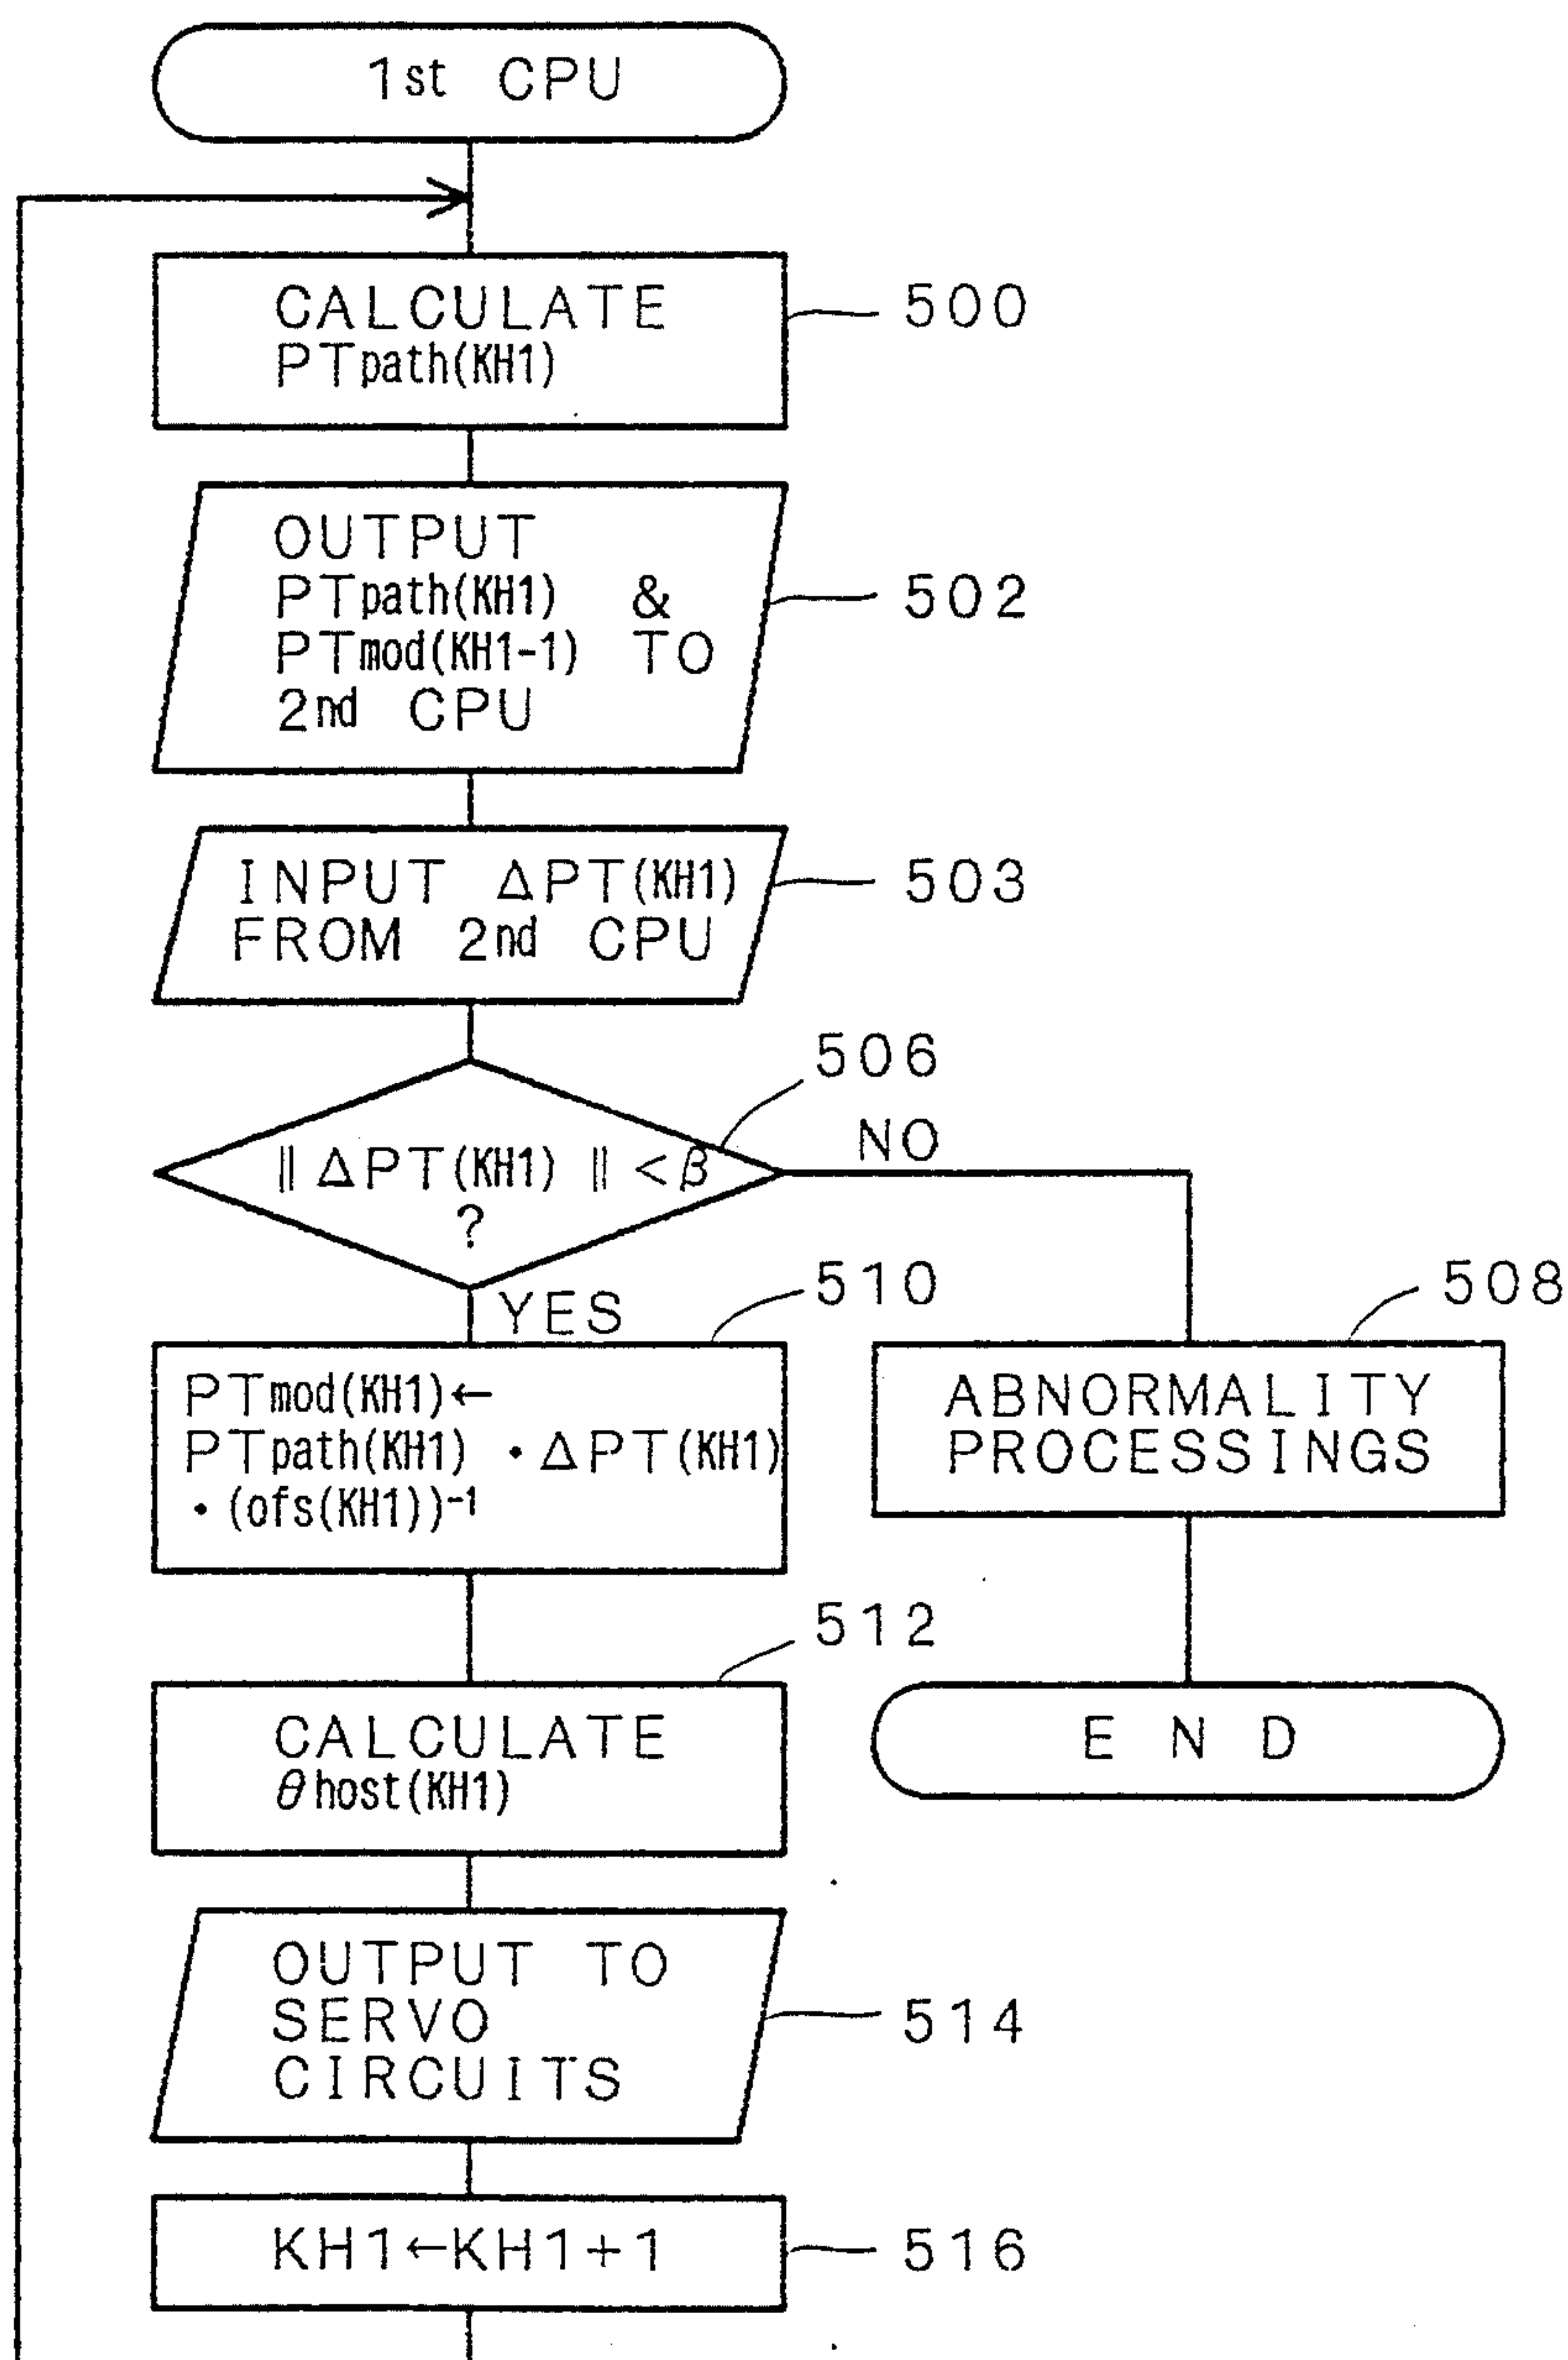 1st CPU
CALCULATE
PTpath(KH1)
500
OUTPUT
PTpath(KH1) &
PTmod(KH1-1) TO
2nd CPU
502
INPUT ΔPT(KH1)
FROM 2nd CPU
503
506
‖ΔPT(KH1)‖<β
?
NO
YES
510
PTmod(KH1)←
PTpath(KH1)・ΔPT(KH1)
・(ofs(KH1))⁻¹
508
ABNORMALITY
PROCESSINGS
512
CALCULATE
θhost(KH1)
END
OUTPUT TO
SERVO
CIRCUITS
514
KH1←KH1+1
516